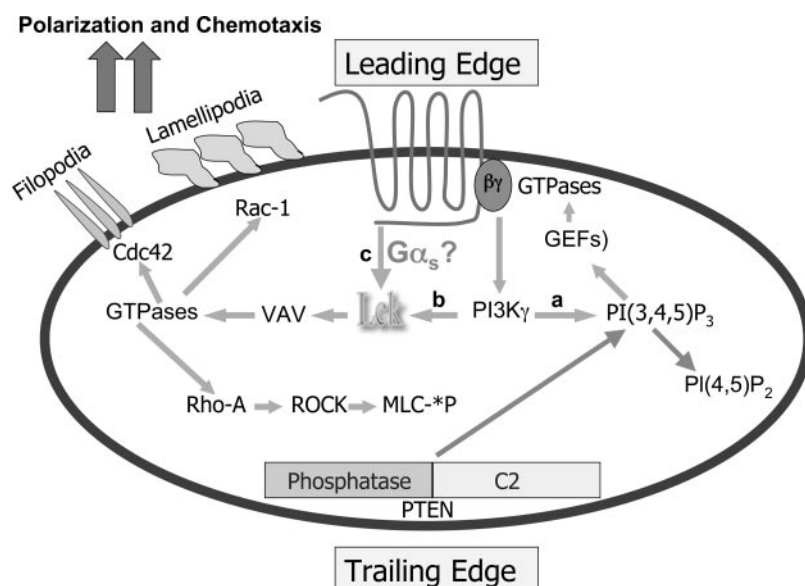 Polarization and Chemotaxis
Leading Edge
Lamellipodia
Filopodia
βγ
GTPases
Rac-1
Cdc42
GEFs)
c
Gαs?
GTPases
VAV
Lck
b
PI3Kγ
a
PI(3,4,5)P3
PI(4,5)P2
Rho-A
ROCK
MLC-*P
Phosphatase
C2
PTEN
Trailing Edge